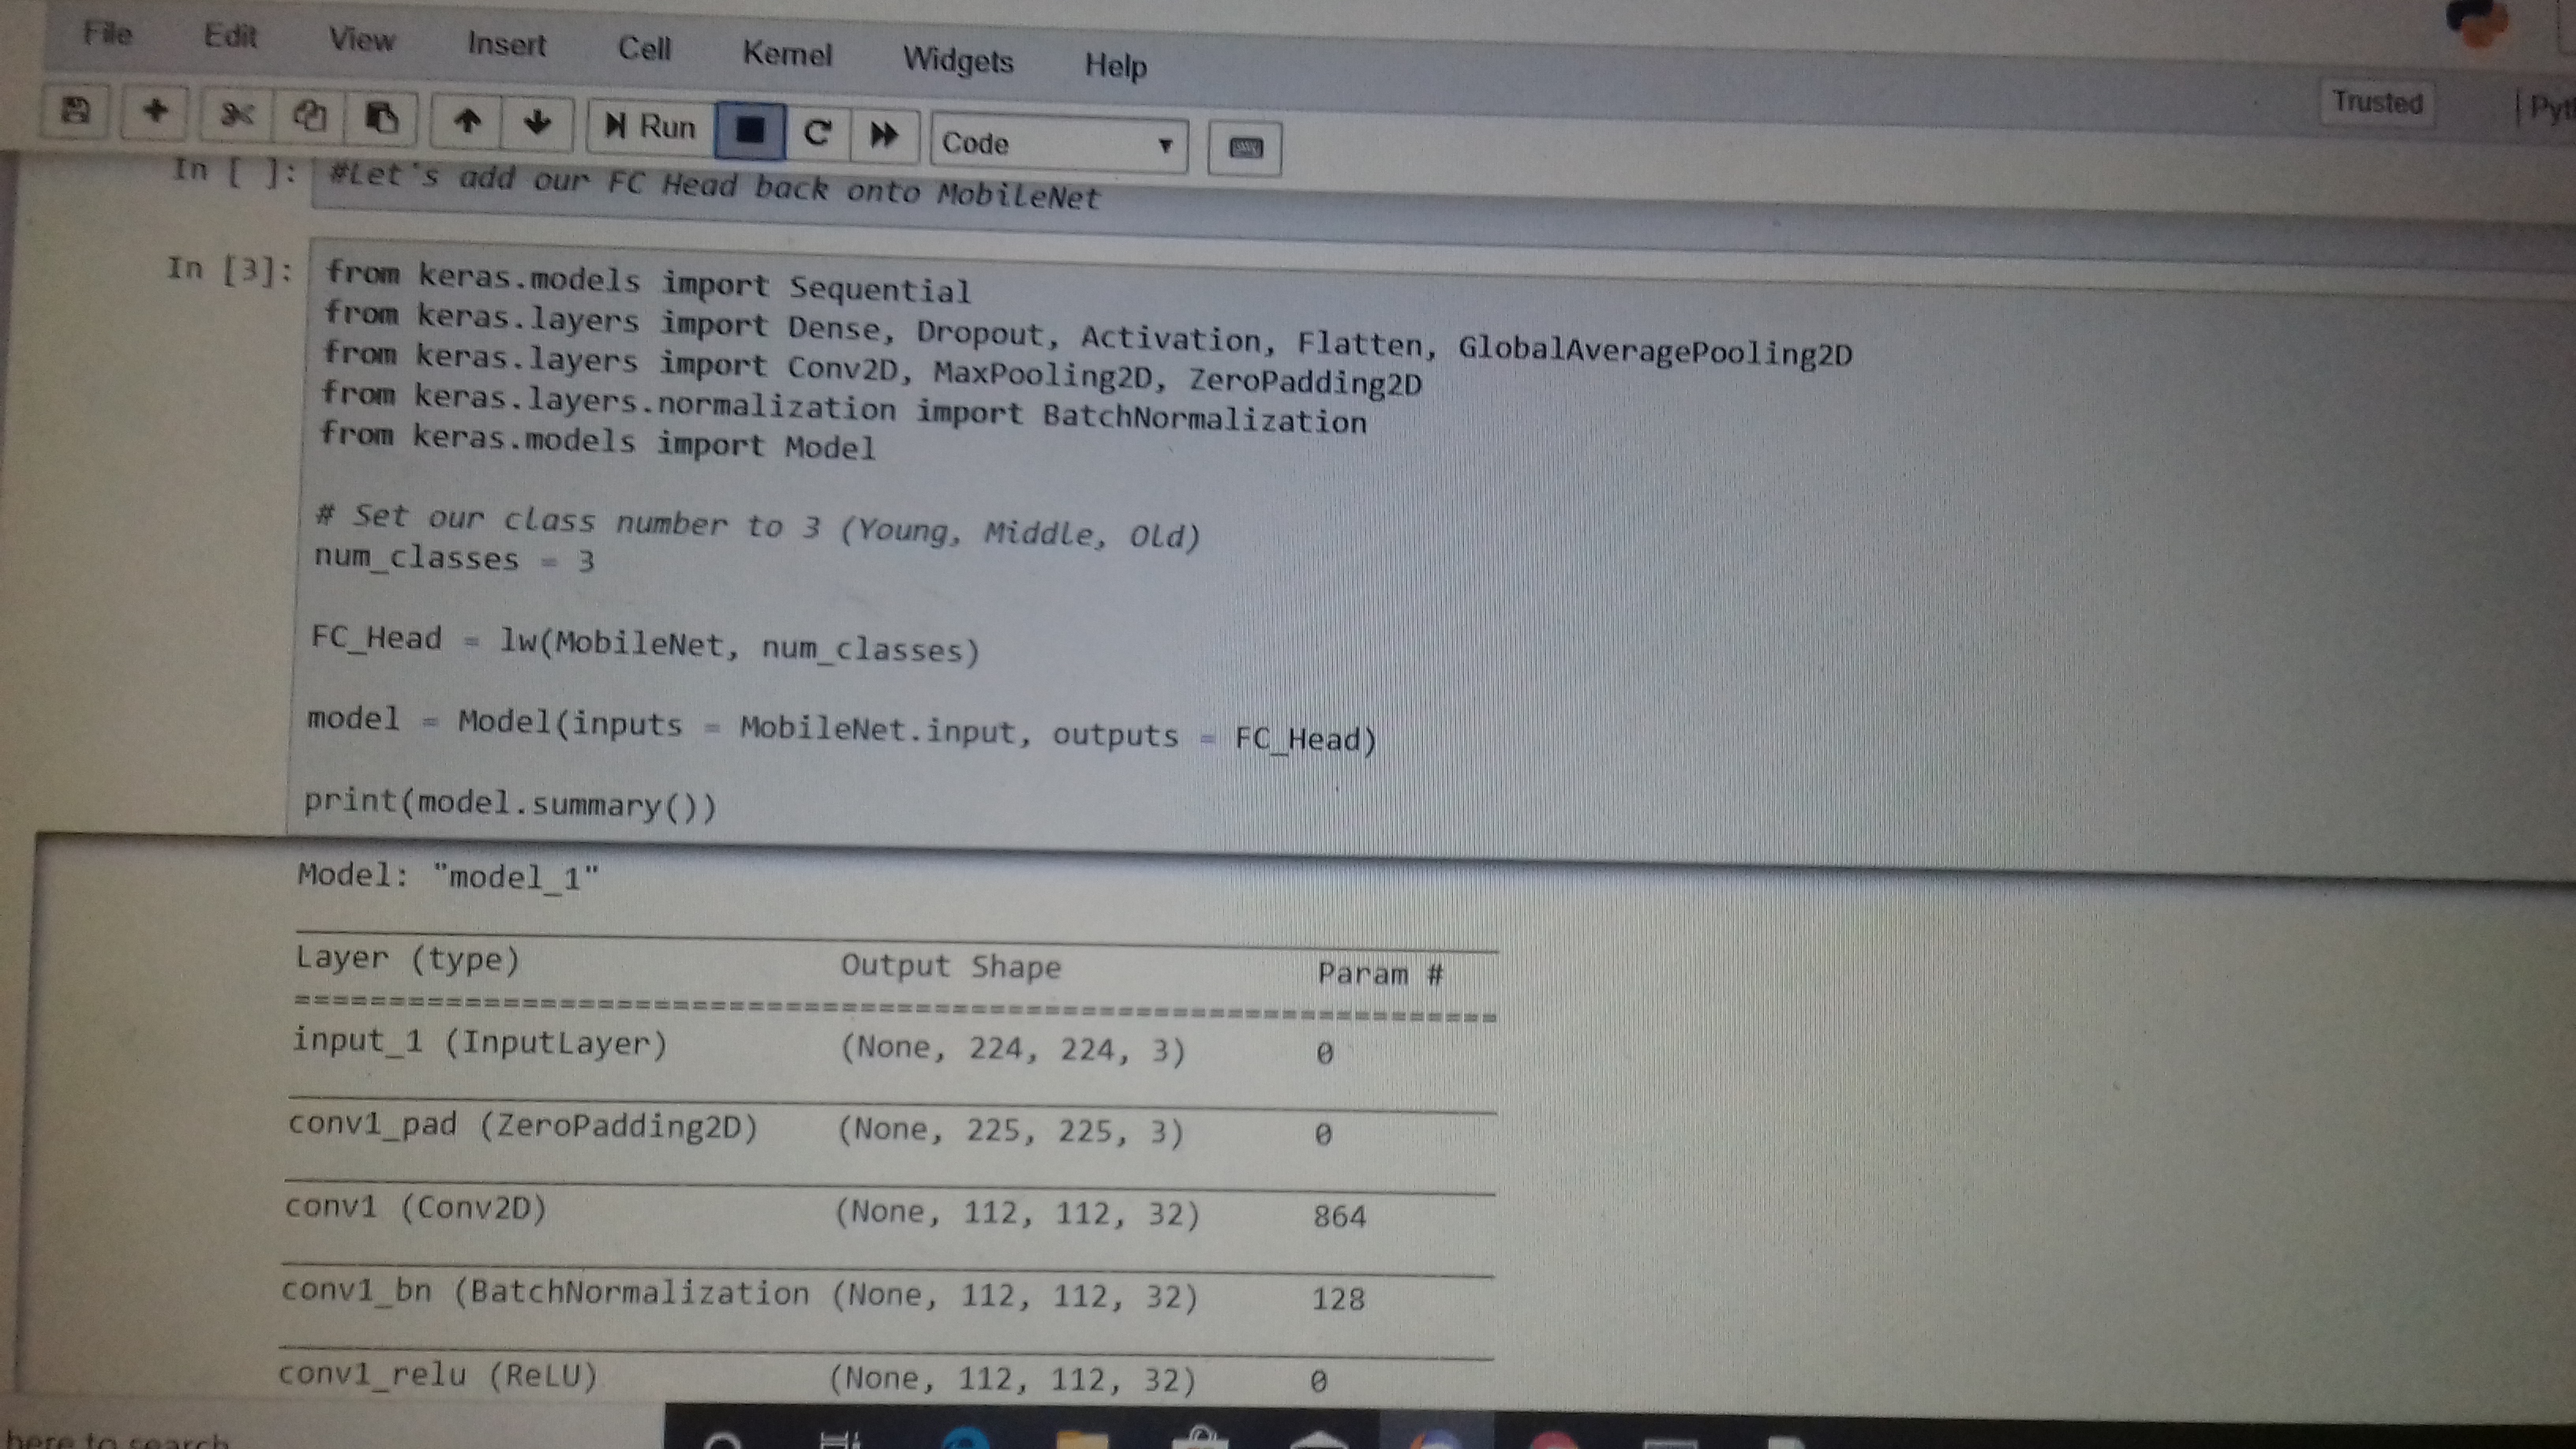 File Edit View Insert Cell Kernel Widgets Help
Trusted
Run Code
In [ ]: #Let's add our FC Head back onto MobileNet
In [3]: from keras.models import Sequential
from keras.layers import Dense, Dropout, Activation, Flatten, GlobalAveragePooling2D
from keras.layers import Conv2D, MaxPooling2D, ZeroPadding2D
from keras.layers.normalization import BatchNormalization
from keras.models import Model
# Set our class number to 3 (Young, Middle, Old)
num_classes = 3
FC_Head = lw(MobileNet, num_classes)
model = Model(inputs = MobileNet.input, outputs = FC_Head)
print(model.summary())
Model: "model_1"
Layer (type) Output Shape Param #
input_1 (InputLayer) (None, 224, 224, 3) 0
conv1_pad (ZeroPadding2D) (None, 225, 225, 3) 0
conv1 (Conv2D) (None, 112, 112, 32) 864
conv1_bn (BatchNormalization (None, 112, 112, 32) 128
conv1_relu (ReLU) (None, 112, 112, 32) 0
here to search